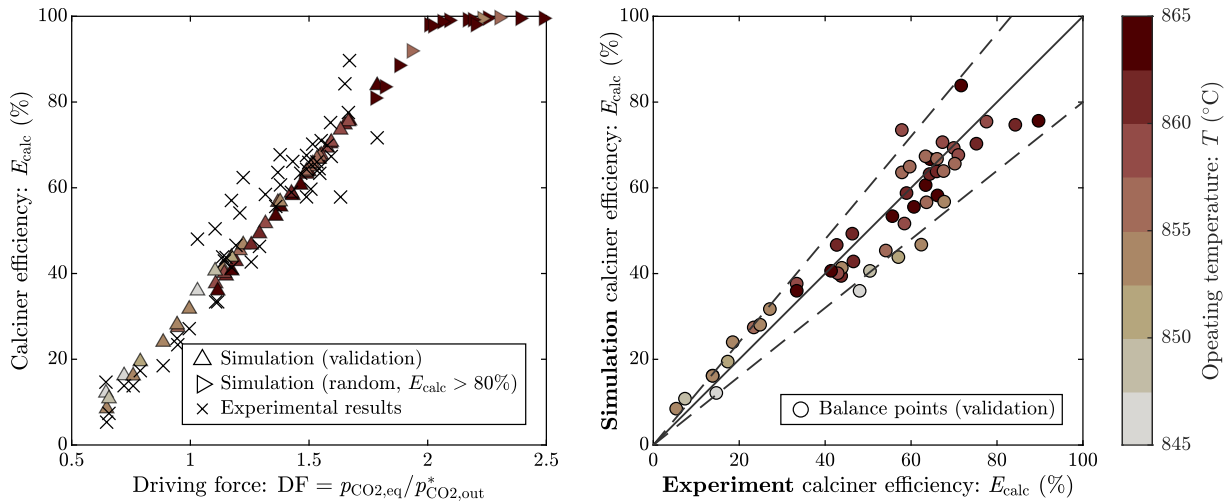 100
80
60
40
20
0
Calciner efficiency: E_calc (%)
Simulation (validation)
Simulation (random, E_calc > 80%)
Experimental results
0.5 1 1.5 2 2.5
Driving force: DF = p_CO2,eq/p*_CO2,out
100
80
60
40
20
0
Simulation calciner efficiency: E_calc (%)
Balance points (validation)
0 20 40 60 80 100
Experiment calciner efficiency: E_calc (%)
865
860
855
850
845
Opeating temperature: T (°C)